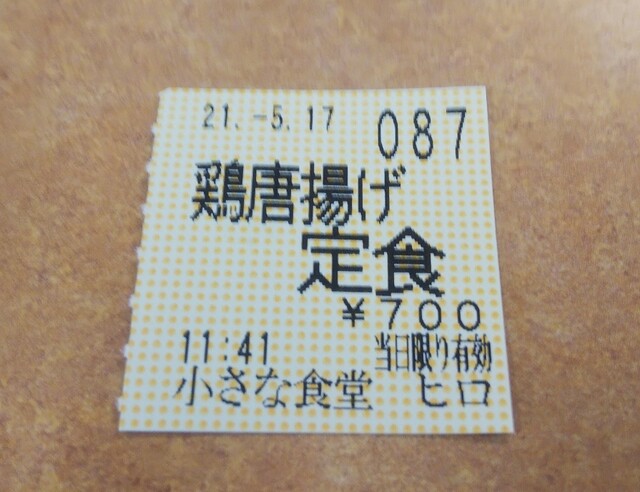 21.-5.17 087
鶏唐揚げ
定食
¥700
11:41 当日限り有効
小さな食堂 ヒロ